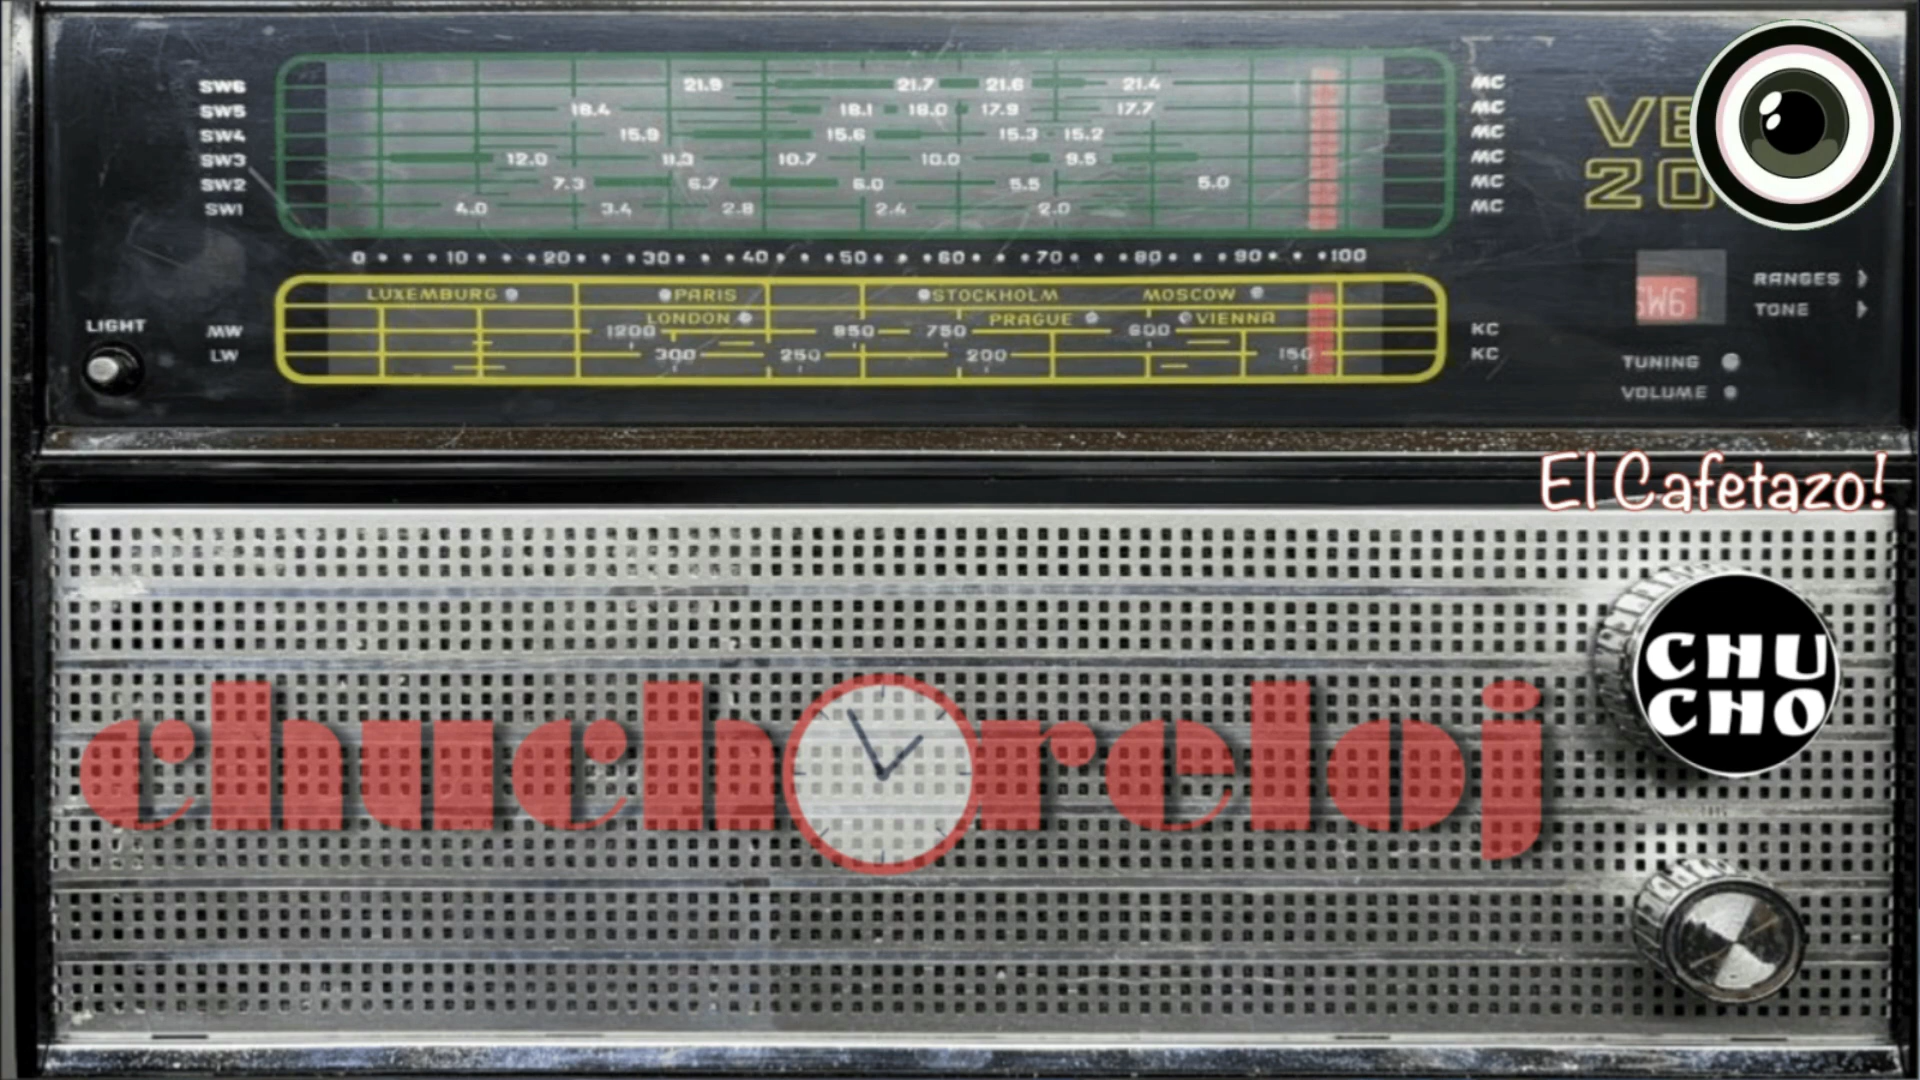 SW6 21.9 21.7 21.6 21.4 MC
SW5 18.4 18.1 18.0 17.9 17.7 MC
SW4 15.9 15.6 15.3 15.2 MC
SW3 12.0 11.3 10.7 10.0 9.5 MC
SW2 7.3 6.7 6.0 5.5 5.0 MC
SW1 4.0 3.4 2.8 2.4 2.0 MC
VE
20
0 10 20 30 40 50 60 70 80 90 100
LUXEMBURG PARIS STOCKHOLM MOSCOW
LONDON PRAGUE VIENNA
MW 1200 850 750 600 KC
LW 300 250 200 150 KC
LIGHT
RANGES
TONE
TUNING
VOLUME
El Cafetazo!
CHU
CHO
chuchoreloj